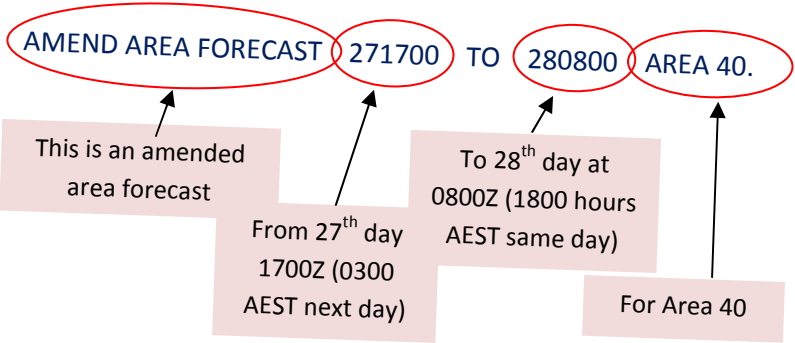 AMEND AREA FORECAST 271700 TO 280800 AREA 40.
This is an amended
area forecast
From 27th day
1700Z (0300
AEST next day)
To 28th day at
0800Z (1800 hours
AEST same day)
For Area 40